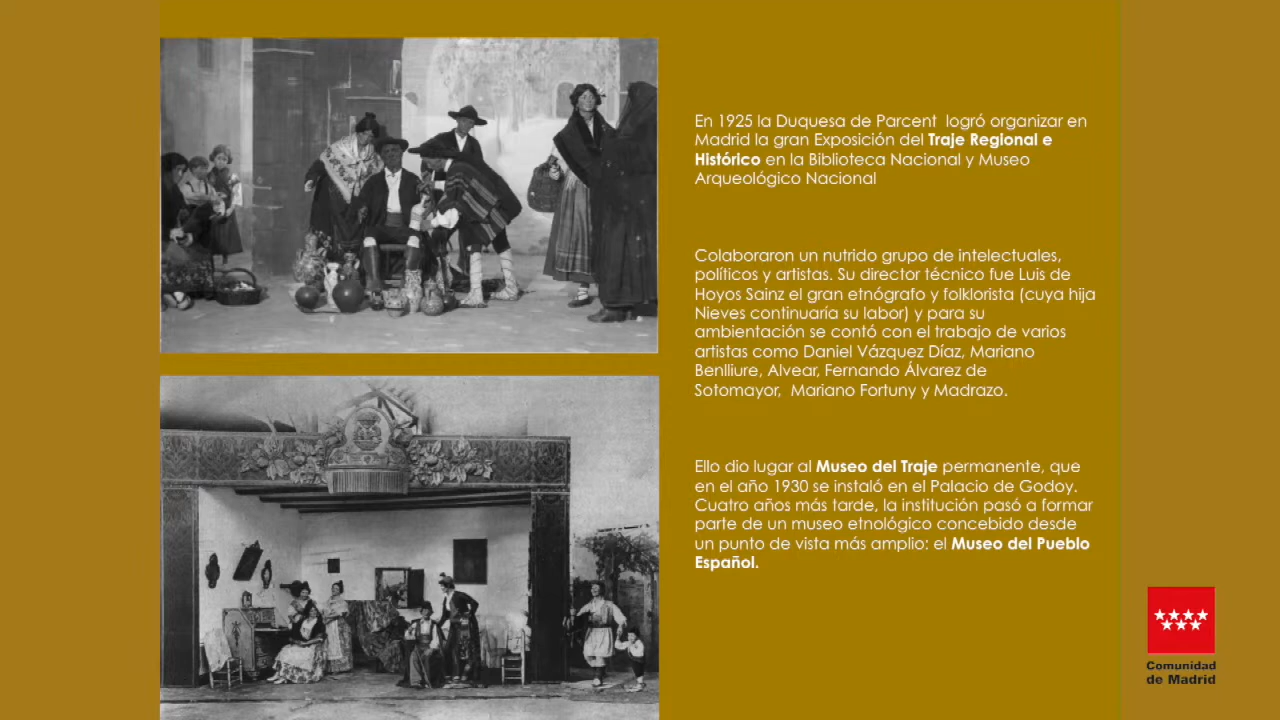 En 1925 la Duquesa de Parcent  logró organizar en
Madrid la gran Exposición del Traje Regional e
Histórico en la Biblioteca Nacional y Museo
Arqueológico Nacional
Colaboraron un nutrido grupo de intelectuales,
políticos y artistas. Su director técnico fue Luis de
Hoyos Sainz el gran etnógrafo y folklorista (cuya hija
Nieves continuaría su labor) y para su
ambientación se contó con el trabajo de varios
artistas como Daniel Vázquez Díaz, Mariano
Benlliure, Alvear, Fernando Álvarez de
Sotomayor,  Mariano Fortuny y Madrazo.
Ello dio lugar al Museo del Traje permanente, que
en el año 1930 se instaló en el Palacio de Godoy.
Cuatro años más tarde, la institución pasó a formar
parte de un museo etnológico concebido desde
un punto de vista más amplio: el Museo del Pueblo
Español.
Comunidad
de Madrid